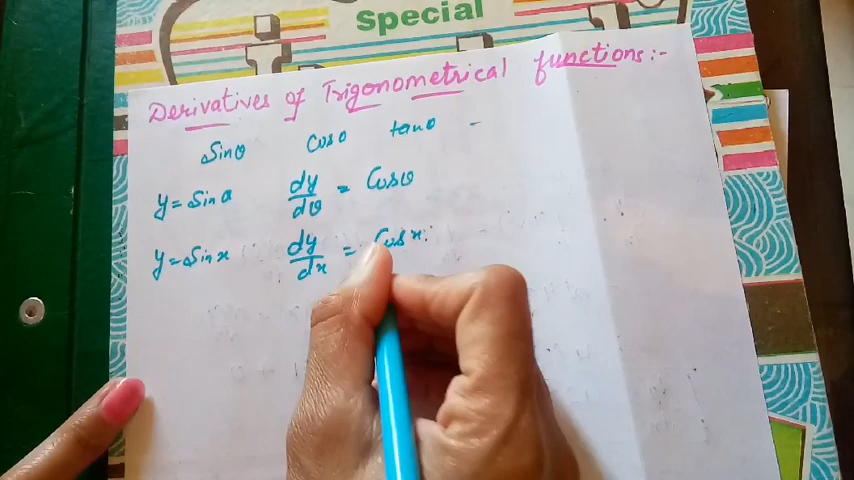 Special
Derivatives of Trigonometrical functions:-
Sinθ Cosθ tanθ -
y = Sinθ dy/dθ = Cosθ
y = Sinx dy/dx = Cosx.